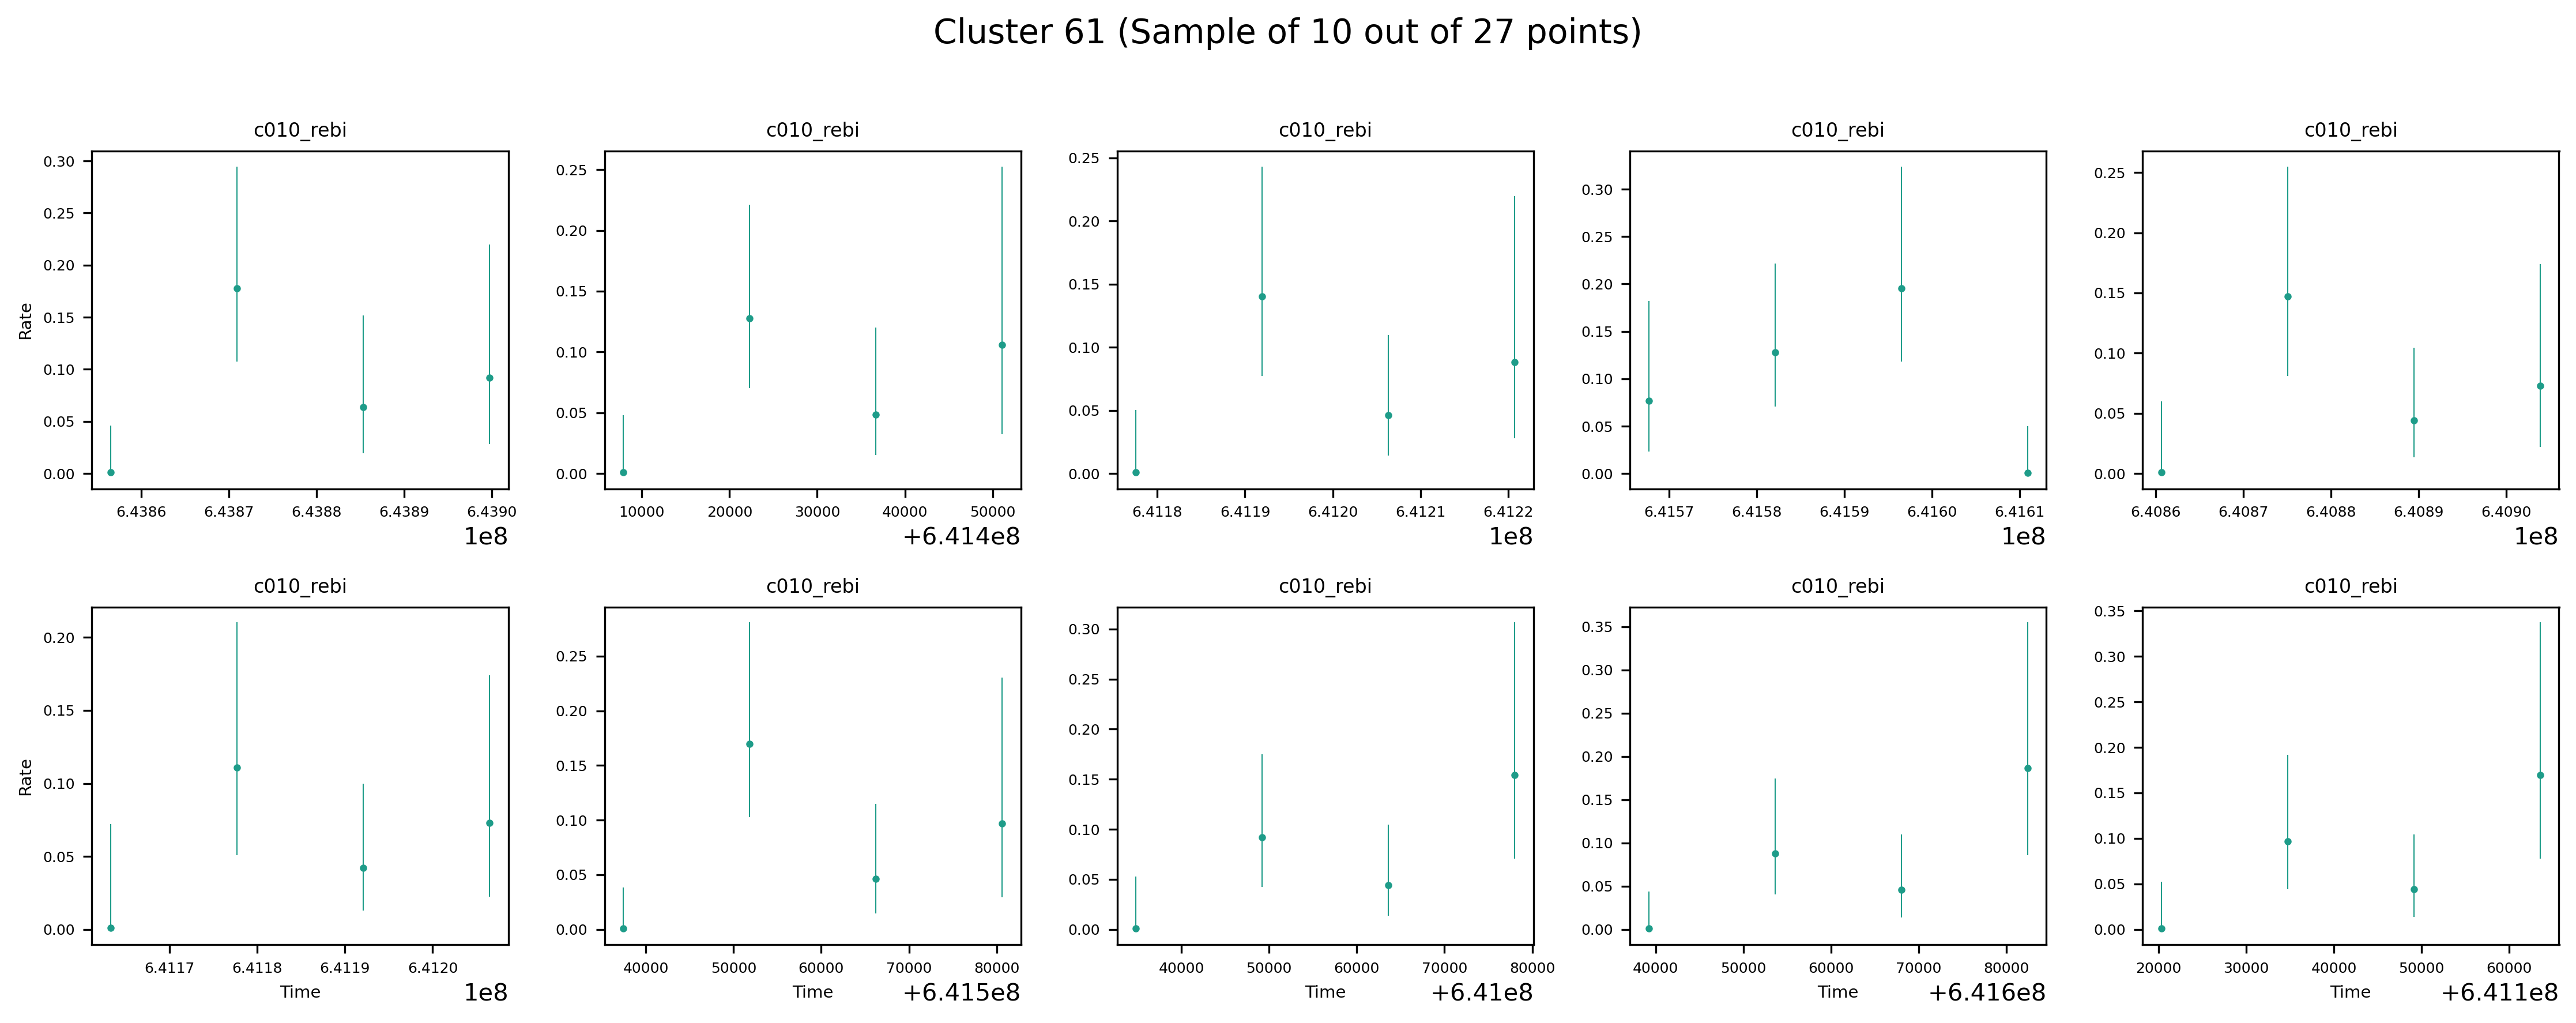 Cluster 61 (Sample of 10 out of 27 points)
c010_rebi c010_rebi c010_rebi c010_rebi c010_rebi
Rate
0.30 0.25 0.20 0.15 0.10 0.05 0.00
6.4386 6.4387 6.4388 6.4389 6.4390
1e8
0.25 0.20 0.15 0.10 0.05 0.00
10000 20000 30000 40000 50000
+6.414e8
0.25 0.20 0.15 0.10 0.05 0.00
6.4118 6.4119 6.4120 6.4121 6.4122
1e8
0.30 0.25 0.20 0.15 0.10 0.05 0.00
6.4157 6.4158 6.4159 6.4160 6.4161
1e8
0.25 0.20 0.15 0.10 0.05 0.00
6.4086 6.4087 6.4088 6.4089 6.4090
1e8
c010_rebi c010_rebi c010_rebi c010_rebi c010_rebi
Rate
0.20 0.15 0.10 0.05 0.00
6.4117 6.4118 6.4119 6.4120
Time 1e8
0.25 0.20 0.15 0.10 0.05 0.00
40000 50000 60000 70000 80000
Time +6.415e8
0.30 0.25 0.20 0.15 0.10 0.05 0.00
40000 50000 60000 70000 80000
Time +6.41e8
0.35 0.30 0.25 0.20 0.15 0.10 0.05 0.00
40000 50000 60000 70000 80000
Time +6.416e8
0.35 0.30 0.25 0.20 0.15 0.10 0.05 0.00
20000 30000 40000 50000 60000
Time +6.411e8